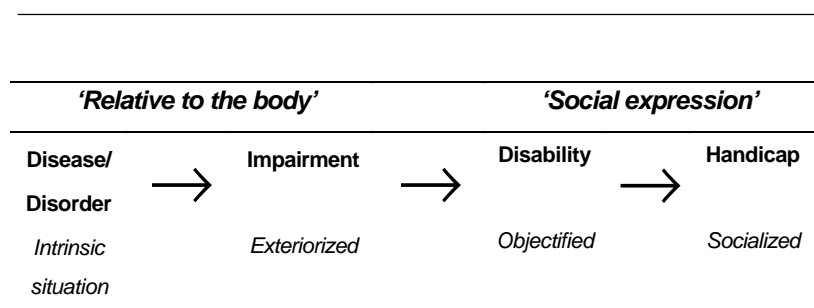 ‘Relative to the body’ ‘Social expression’
Disease/ Impairment Disability Handicap
Disorder
Intrinsic Exteriorized Objectified Socialized
situation